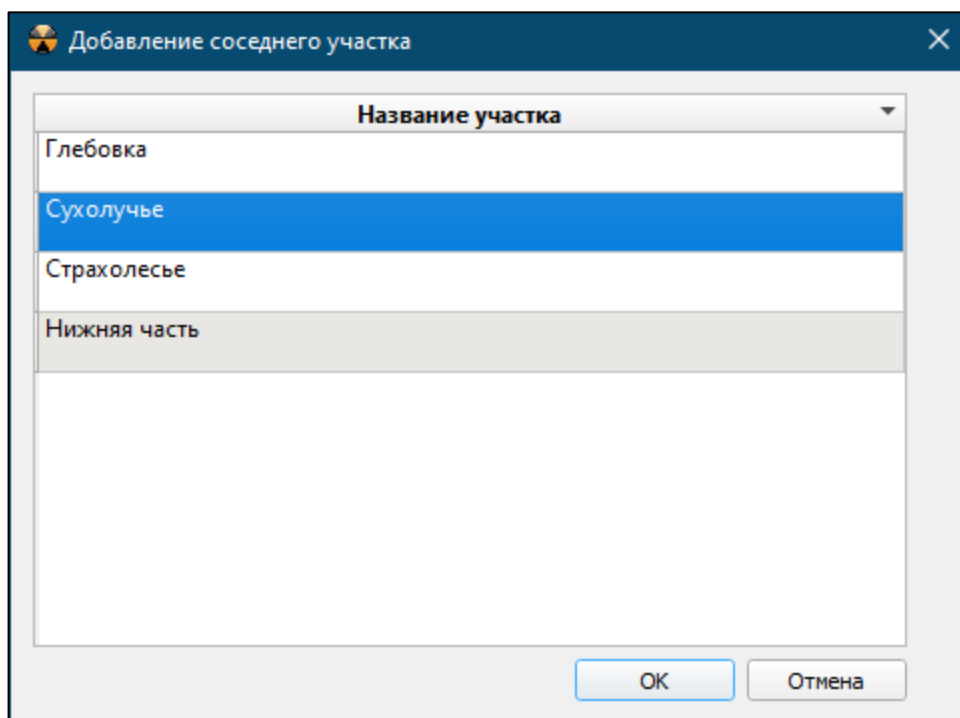 Добавление соседнего участка
Название участка
Глебовка
Сухолучье
Страхолесье
Нижняя часть
OK
Отмена